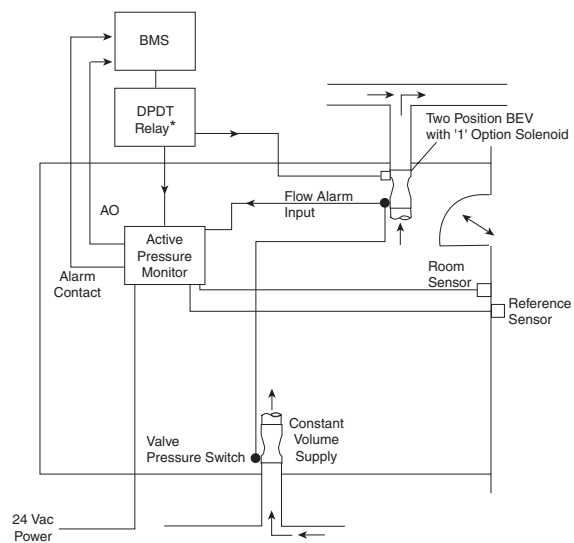 BMS
DPDT
Relay*
Two Position BEV
with '1' Option Solenoid
Flow Alarm
Input
AO
Active
Pressure
Monitor
Alarm
Contact
Room
Sensor
Reference
Sensor
Constant
Volume
Supply
Valve
Pressure Switch
24 Vac
Power